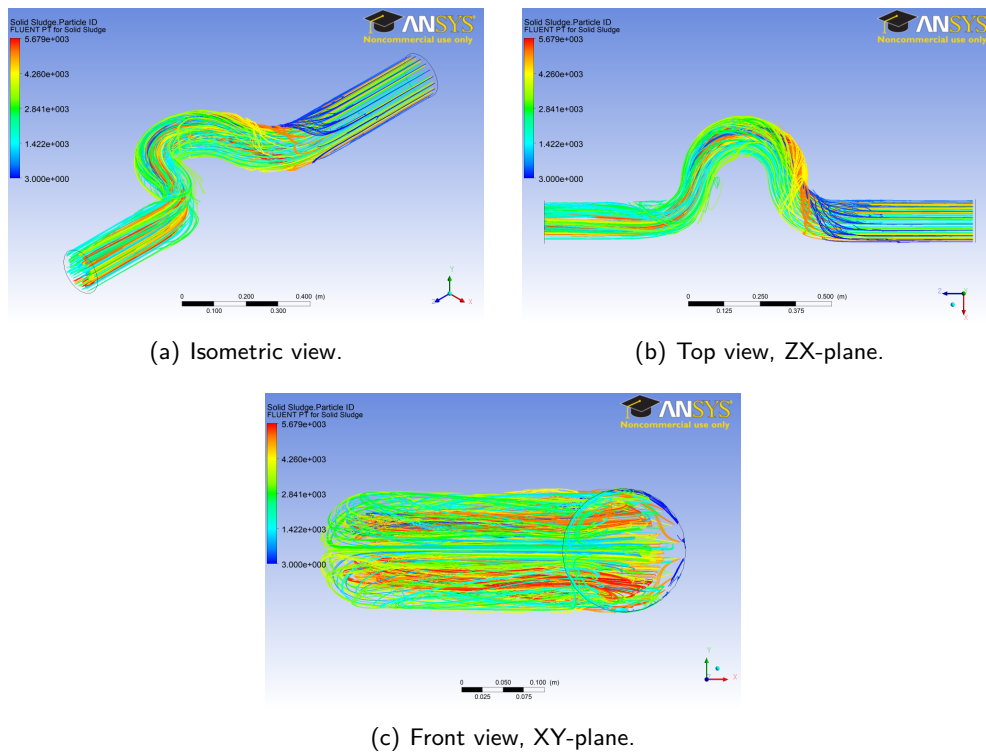 Solid Sludge.Particle ID
FLUENT PT for Solid Sludge
5.679e+003
4.260e+003
2.841e+003
1.422e+003
3.000e+000
ANSYS
Noncommercial use only
0 0.200 0.400 (m)
0.100 0.300
Y
Z X
(a) Isometric view.
Solid Sludge.Particle ID
FLUENT PT for Solid Sludge
5.679e+003
4.260e+003
2.841e+003
1.422e+003
3.000e+000
ANSYS
Noncommercial use only
0 0.250 0.500 (m)
0.125 0.375
Z Y
X
(b) Top view, ZX-plane.
Solid Sludge.Particle ID
FLUENT PT for Solid Sludge
5.679e+003
4.260e+003
2.841e+003
1.422e+003
3.000e+000
ANSYS
Noncommercial use only
0 0.050 0.100 (m)
0.025 0.075
Y
Z X
(c) Front view, XY-plane.